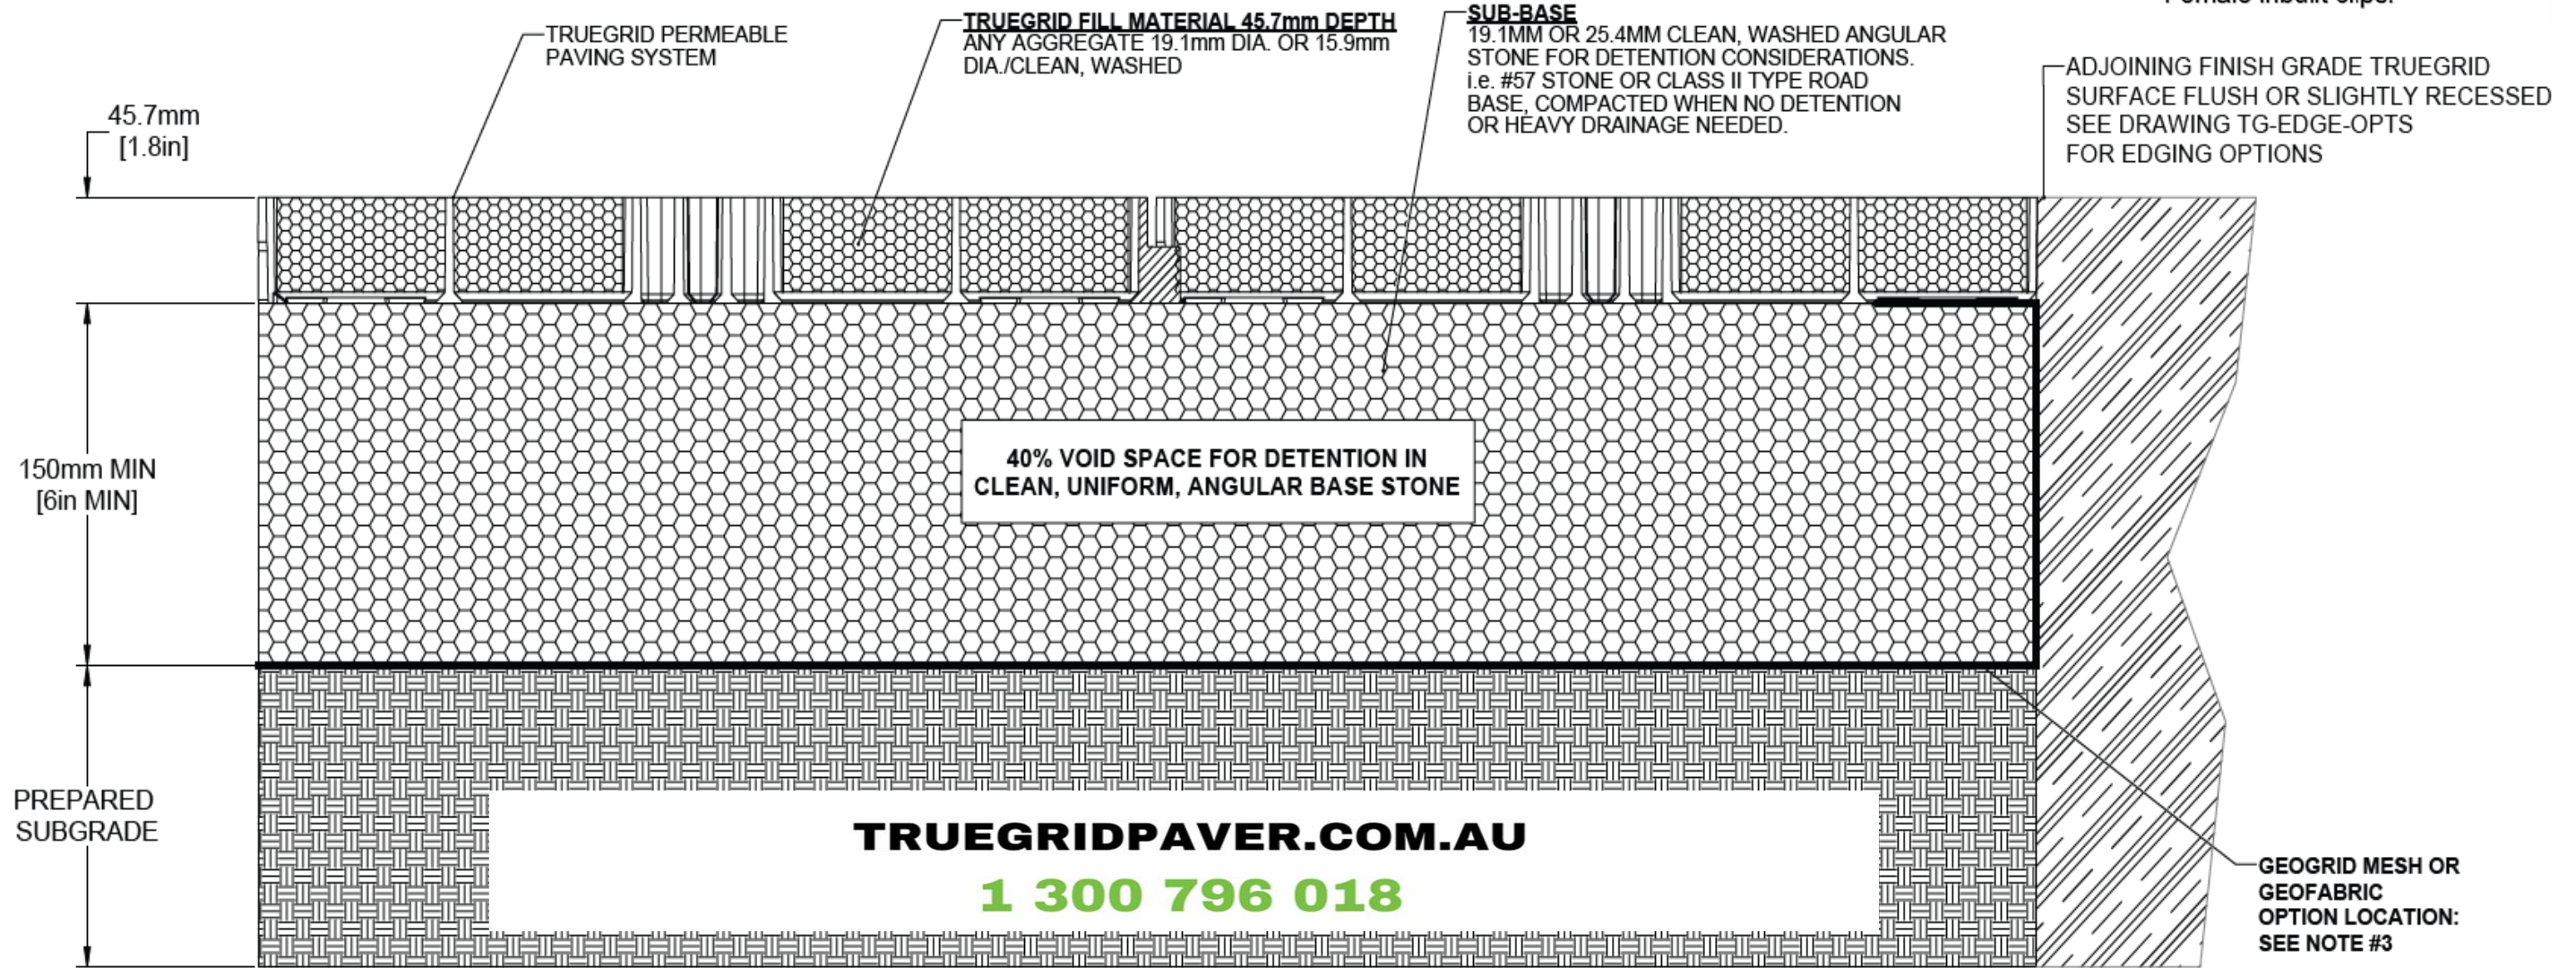 Female inbuilt clips.
TRUEGRID PERMEABLE
PAVING SYSTEM
TRUEGRID FILL MATERIAL 45.7mm DEPTH
ANY AGGREGATE 19.1mm DIA. OR 15.9mm
DIA./CLEAN, WASHED
SUB-BASE
19.1MM OR 25.4MM CLEAN, WASHED ANGULAR
STONE FOR DETENTION CONSIDERATIONS.
i.e. #57 STONE OR CLASS II TYPE ROAD
BASE, COMPACTED WHEN NO DETENTION
OR HEAVY DRAINAGE NEEDED.
ADJOINING FINISH GRADE TRUEGRID
SURFACE FLUSH OR SLIGHTLY RECESSED
SEE DRAWING TG-EDGE-OPTS
FOR EDGING OPTIONS
45.7mm
[1.8in]
150mm MIN
[6in MIN]
40% VOID SPACE FOR DETENTION IN
CLEAN, UNIFORM, ANGULAR BASE STONE
PREPARED
SUBGRADE
TRUEGRIDPAVER.COM.AU
1 300 796 018
GEOGRID MESH OR
GEOFABRIC
OPTION LOCATION:
SEE NOTE #3